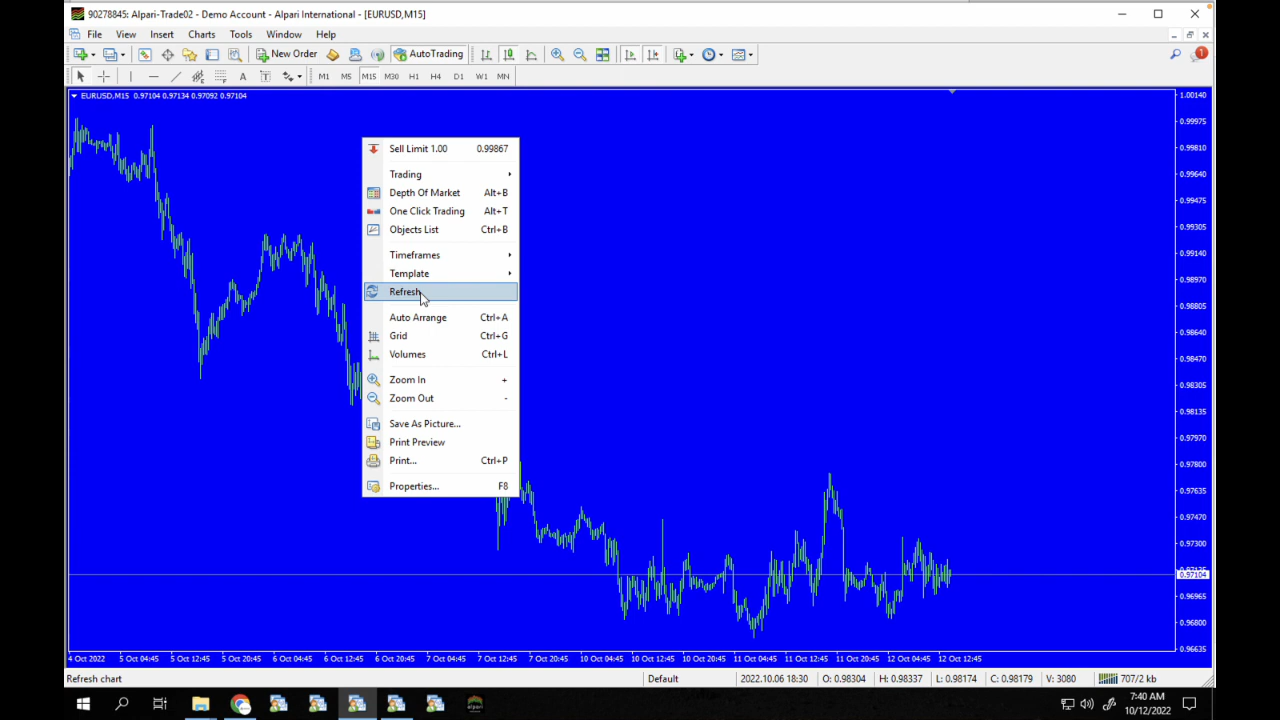 90278845: Alpari-Trade02 - Demo Account - Alpari International - [EURUSD,M15]
File View Insert Charts Tools Window Help
New Order AutoTrading 1
A T M1 M5 M15 M30 H1 H4 D1 W1 MN
EURUSD,M15 0.97104 0.97134 0.97092 0.97104
Sell Limit 1.00 0.99867
Trading
Depth Of Market Alt+B
One Click Trading Alt+T
Objects List Ctrl+B
Timeframes
Template
Refresh
Auto Arrange Ctrl+A
Grid Ctrl+G
Volumes Ctrl+L
Zoom In +
Zoom Out -
Save As Picture...
Print Preview
Print... Ctrl+P
Properties... F8
1.00140
0.99975
0.99810
0.99640
0.99475
0.99305
0.99140
0.98970
0.98805
0.98640
0.98470
0.98305
0.98135
0.97970
0.97800
0.97635
0.97470
0.97300
0.97104
0.96965
0.96800
0.96635
4 Oct 2022 5 Oct 04:45 5 Oct 12:45 5 Oct 20:45 6 Oct 04:45 6 Oct 12:45 6 Oct 20:45 7 Oct 04:45 7 Oct 12:45 7 Oct 20:45 10 Oct 04:45 10 Oct 12:45 10 Oct 20:45 11 Oct 04:45 11 Oct 12:45 11 Oct 20:45 12 Oct 04:45 12 Oct 12:45
Refresh chart Default 2022.10.06 18:30 O: 0.98304 H: 0.98337 L: 0.98174 C: 0.98179 V: 3080 707/2 kb
alpari
7:40 AM
10/12/2022